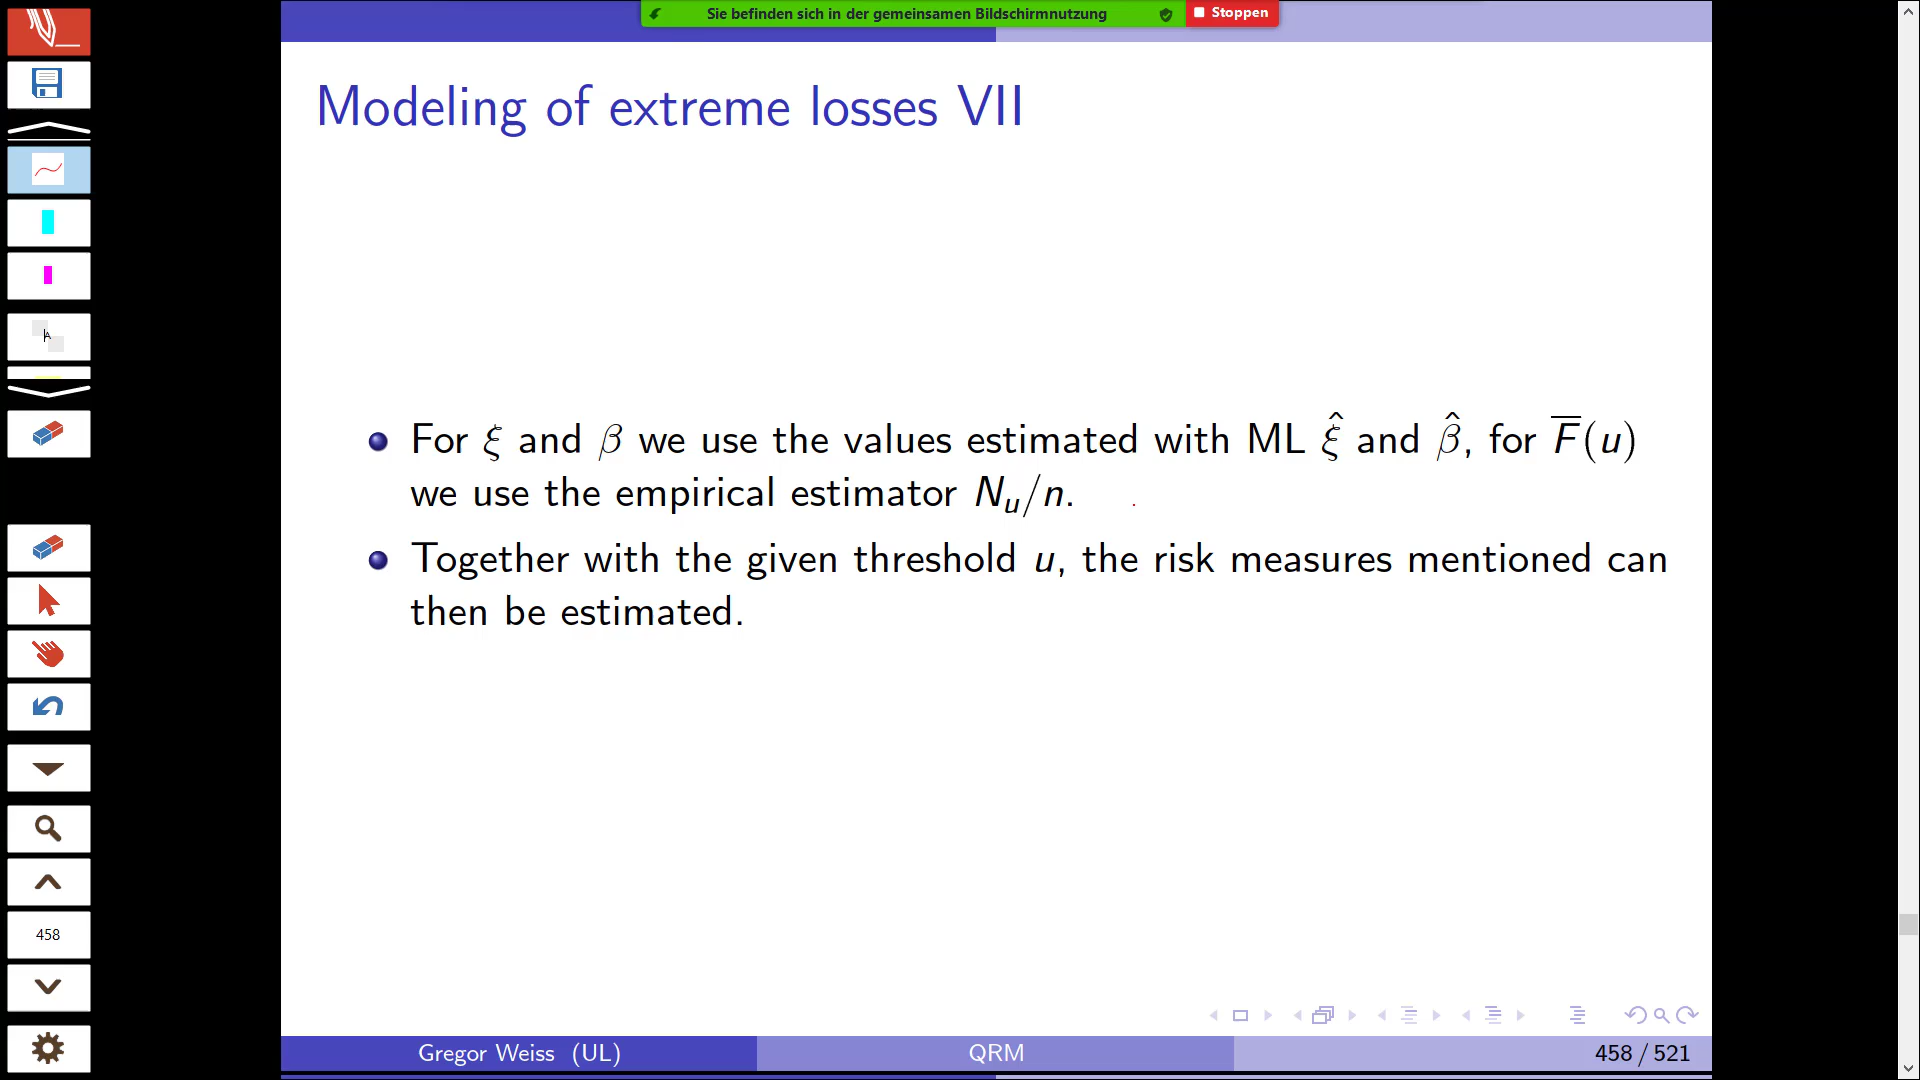 Sie befinden sich in der gemeinsamen Bildschirmnutzung
Stoppen
Modeling of extreme losses VII
For ξ and β we use the values estimated with ML ξ̂ and β̂, for F̅(u)
we use the empirical estimator Nᵤ/n.
Together with the given threshold u, the risk measures mentioned can
then be estimated.
A
458
Gregor Weiss (UL)
QRM
458 / 521